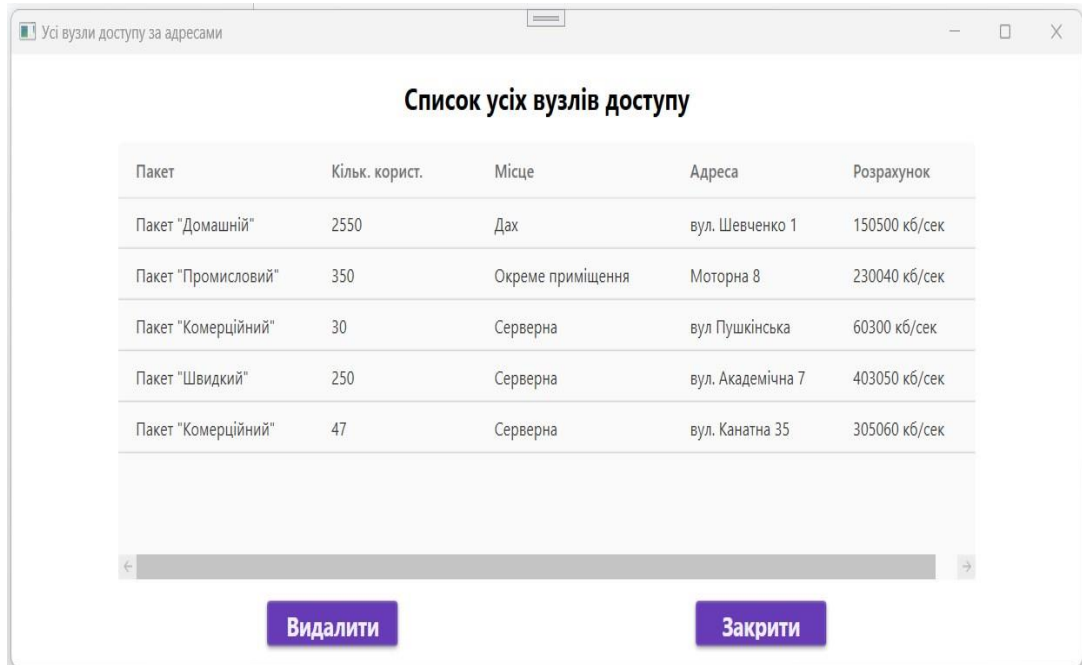 Усі вузли доступу за адресами
Список усіх вузлів доступу
Пакет Кільк. корист. Місце Адреса Розрахунок
Пакет "Домашній" 2550 Дах вул. Шевченко 1 150500 кб/сек
Пакет "Промисловий" 350 Окреме приміщення Моторна 8 230040 кб/сек
Пакет "Комерційний" 30 Серверна вул Пушкінська 60300 кб/сек
Пакет "Швидкий" 250 Серверна вул. Академічна 7 403050 кб/сек
Пакет "Комерційний" 47 Серверна вул. Канатна 35 305060 кб/сек
Видалити Закрити